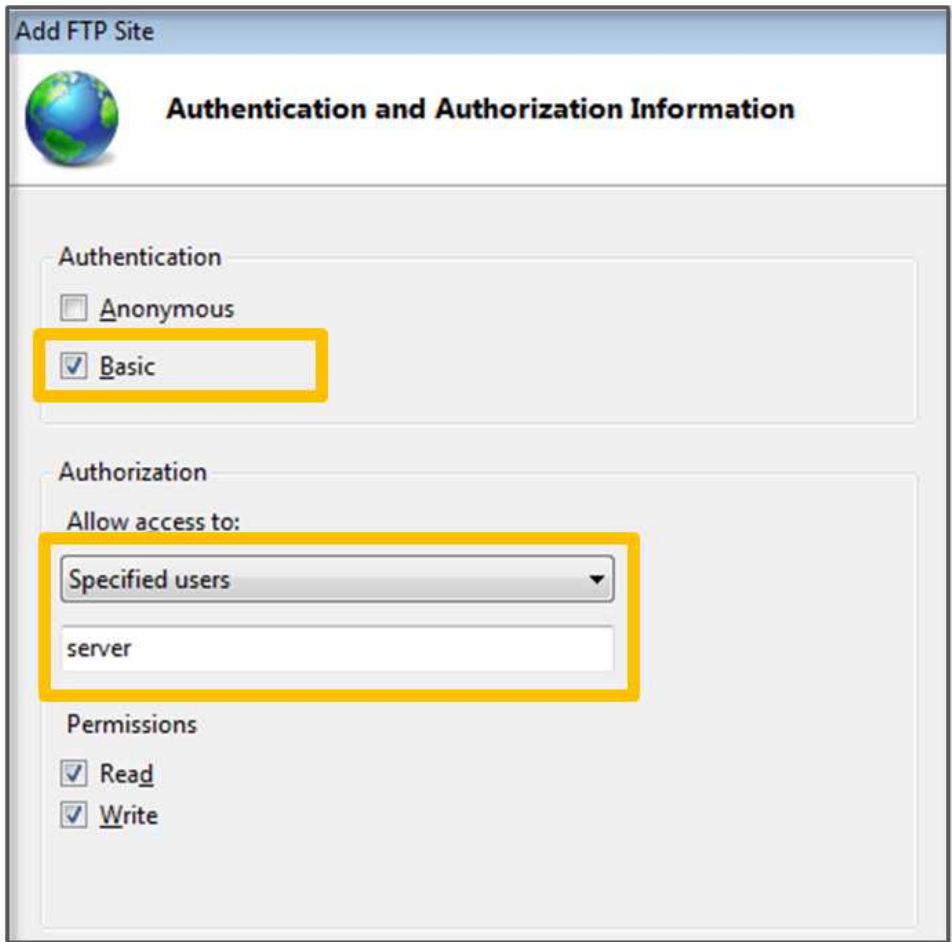 Add FTP Site
Authentication and Authorization Information
Authentication
Anonymous
Basic
Authorization
Allow access to:
Specified users
server
Permissions
Read
Write